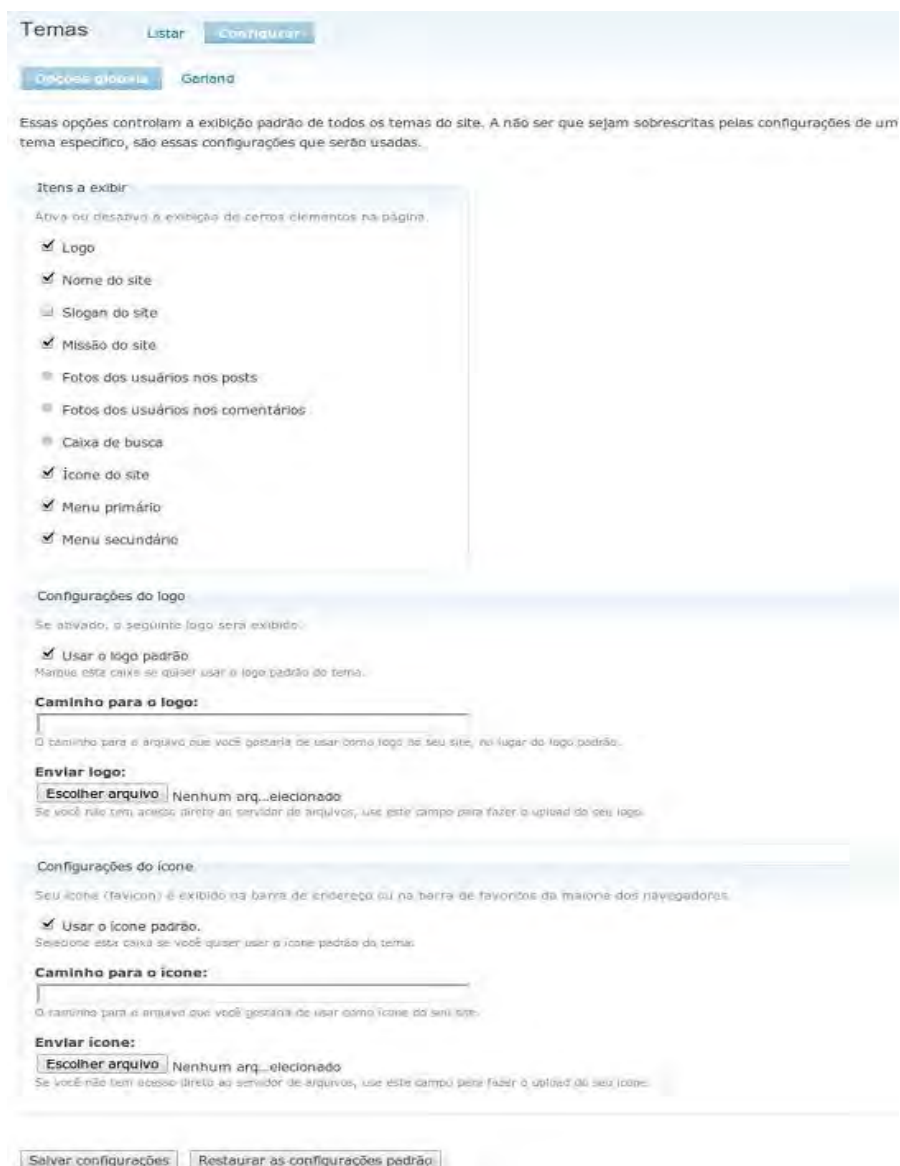 Temas
Listar
Configurar
Opções globais
Garland
Essas opções controlam a exibição padrão de todos os temas do site. A não ser que sejam sobrescritas pelas configurações de um
tema específico, são essas configurações que serão usadas.
Itens a exibir
Ativa ou desativa a exibição de certos elementos na página.
Logo
Nome do site
Slogan do site
Missão do site
Fotos dos usuários nos posts
Fotos dos usuários nos comentários
Caixa de busca
Ícone do site
Menu primário
Menu secundário
Configurações do logo
Se ativado, o seguinte logo será exibido.
Usar o logo padrão
Marque esta caixa se quiser usar o logo padrão do tema.
Caminho para o logo:
O caminho para o arquivo que você gostaria de usar como logo do seu site, no lugar do logo padrão.
Enviar logo:
Escolher arquivo Nenhum arq...elecionado
Se você não tem acesso direto ao servidor de arquivos, use este campo para fazer o upload do seu logo.
Configurações do ícone
Seu ícone (favicon) é exibido na barra de endereço ou na barra de favoritos da maioria dos navegadores.
Usar o ícone padrão.
Selecione esta caixa se você quiser usar o ícone padrão do tema.
Caminho para o ícone:
O caminho para o arquivo que você gostaria de usar como ícone do seu site.
Enviar ícone:
Escolher arquivo Nenhum arq...elecionado
Se você não tem acesso direto ao servidor de arquivos, use este campo para fazer o upload do seu ícone.
Salvar configurações
Restaurar as configurações padrão